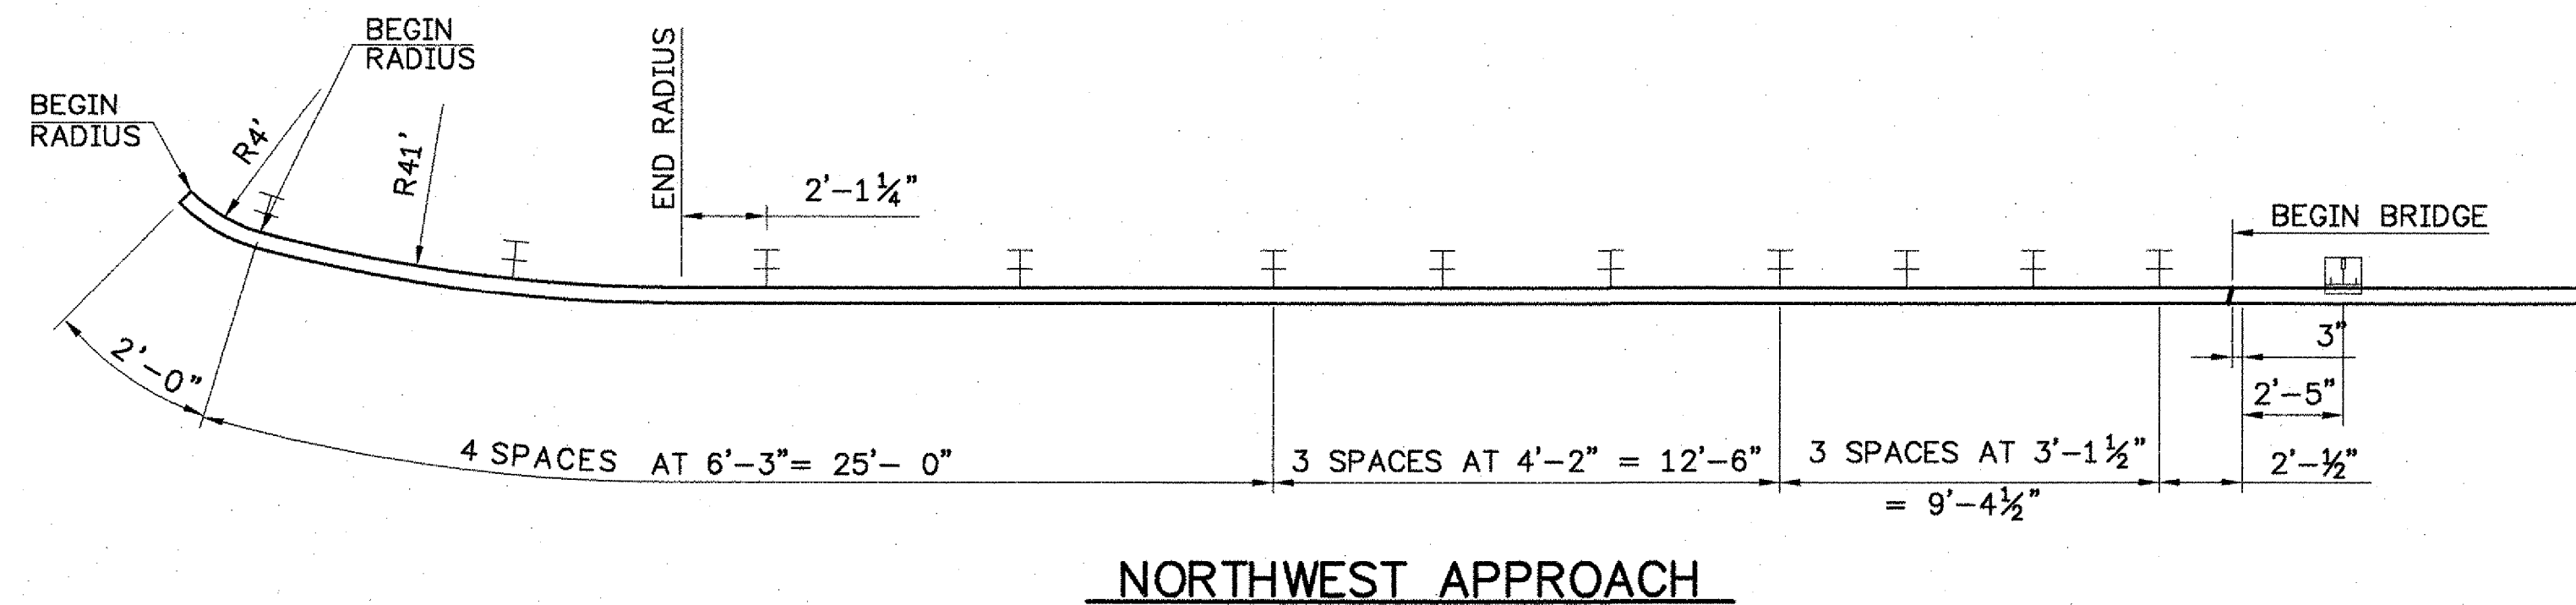 BEGIN
RADIUS
BEGIN
RADIUS
R4'
R41'
END RADIUS
2'-1¼"
BEGIN BRIDGE
3"
2'-5"
2'-½"
2'-0"
4 SPACES AT 6'-3"= 25'- 0"
3 SPACES AT 4'-2" = 12'-6"
3 SPACES AT 3'-1½"
= 9'-4½"
NORTHWEST APPROACH